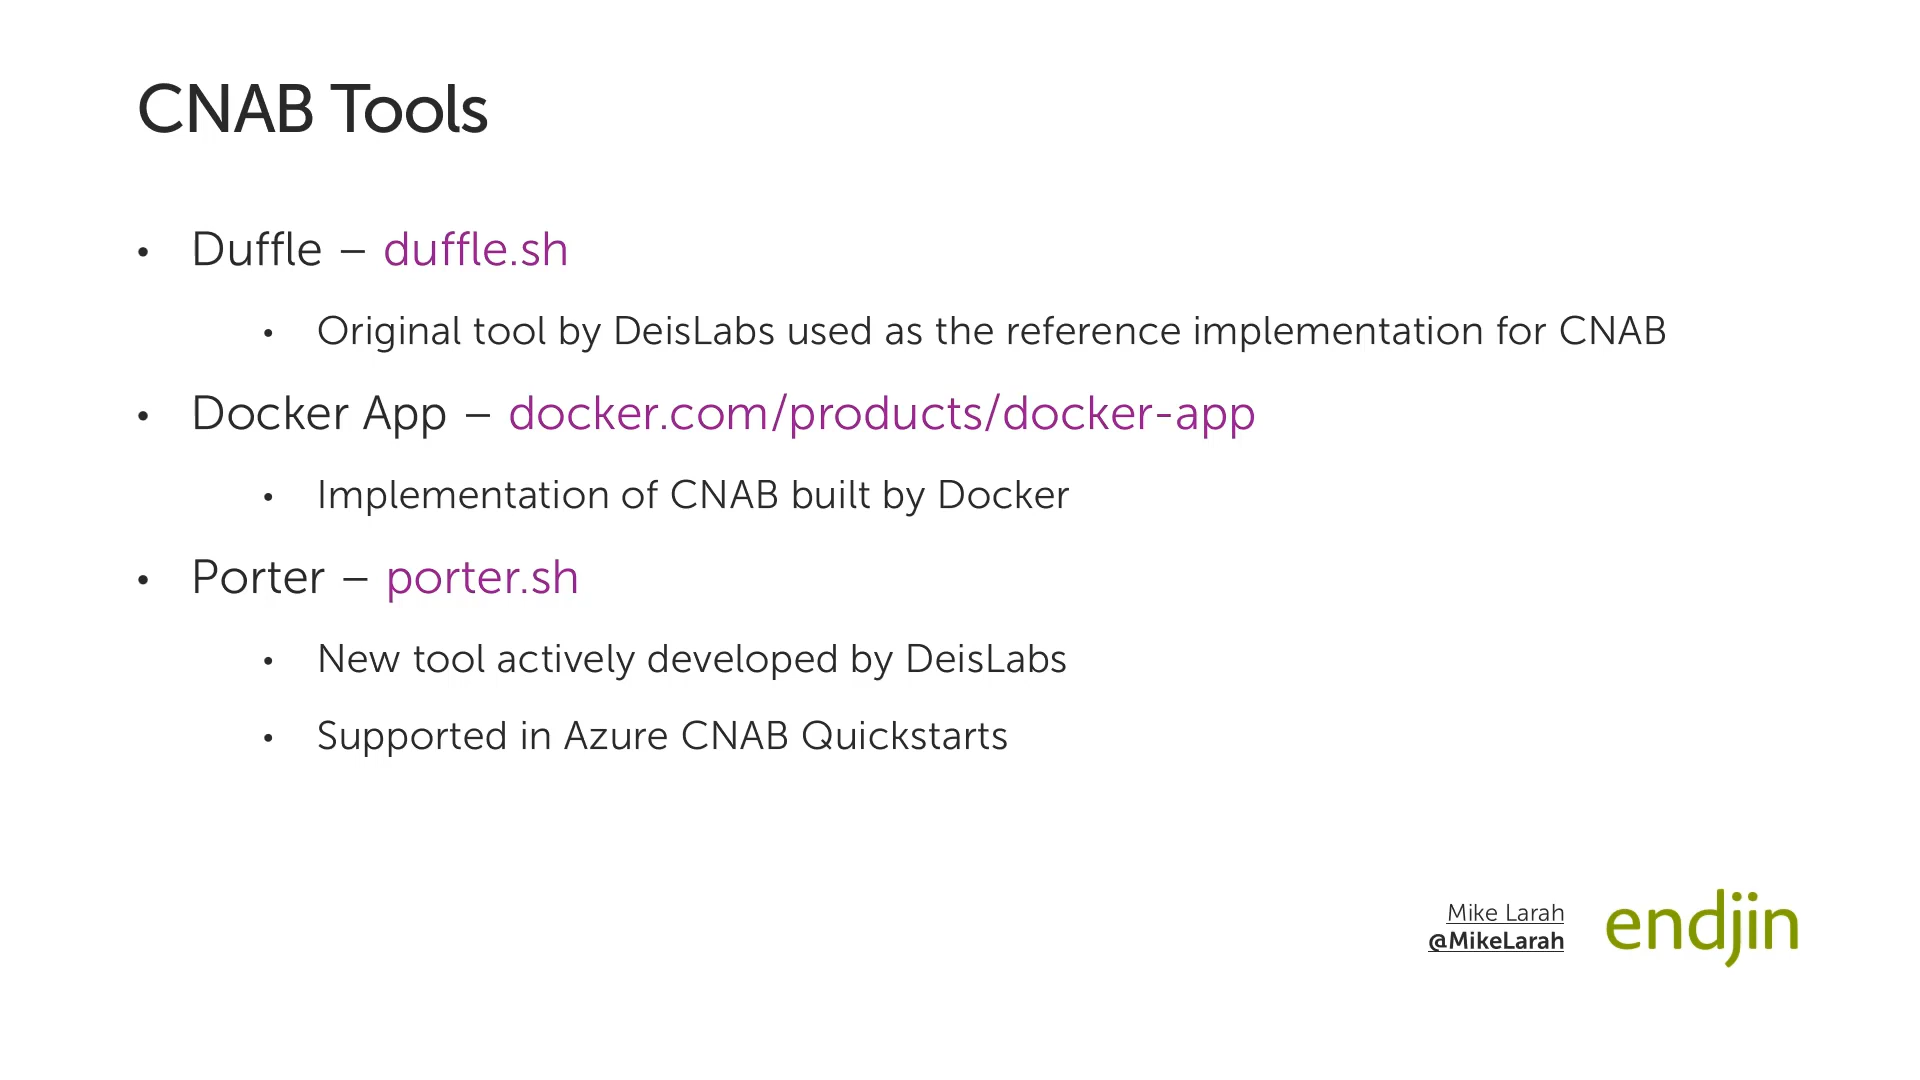 CNAB Tools
• Duffle – duffle.sh
• Original tool by DeisLabs used as the reference implementation for CNAB
• Docker App – docker.com/products/docker-app
• Implementation of CNAB built by Docker
• Porter – porter.sh
• New tool actively developed by DeisLabs
• Supported in Azure CNAB Quickstarts
Mike Larah
@MikeLarah
endjin